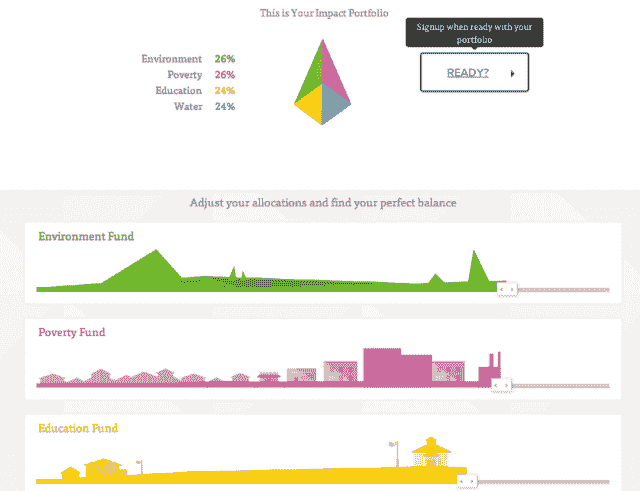 This is Your Impact Portfolio
Signup when ready with your
portfolio
READY?
Environment 26%
Poverty 26%
Education 24%
Water 24%
Adjust your allocations and find your perfect balance
Environment Fund
Poverty Fund
Education Fund